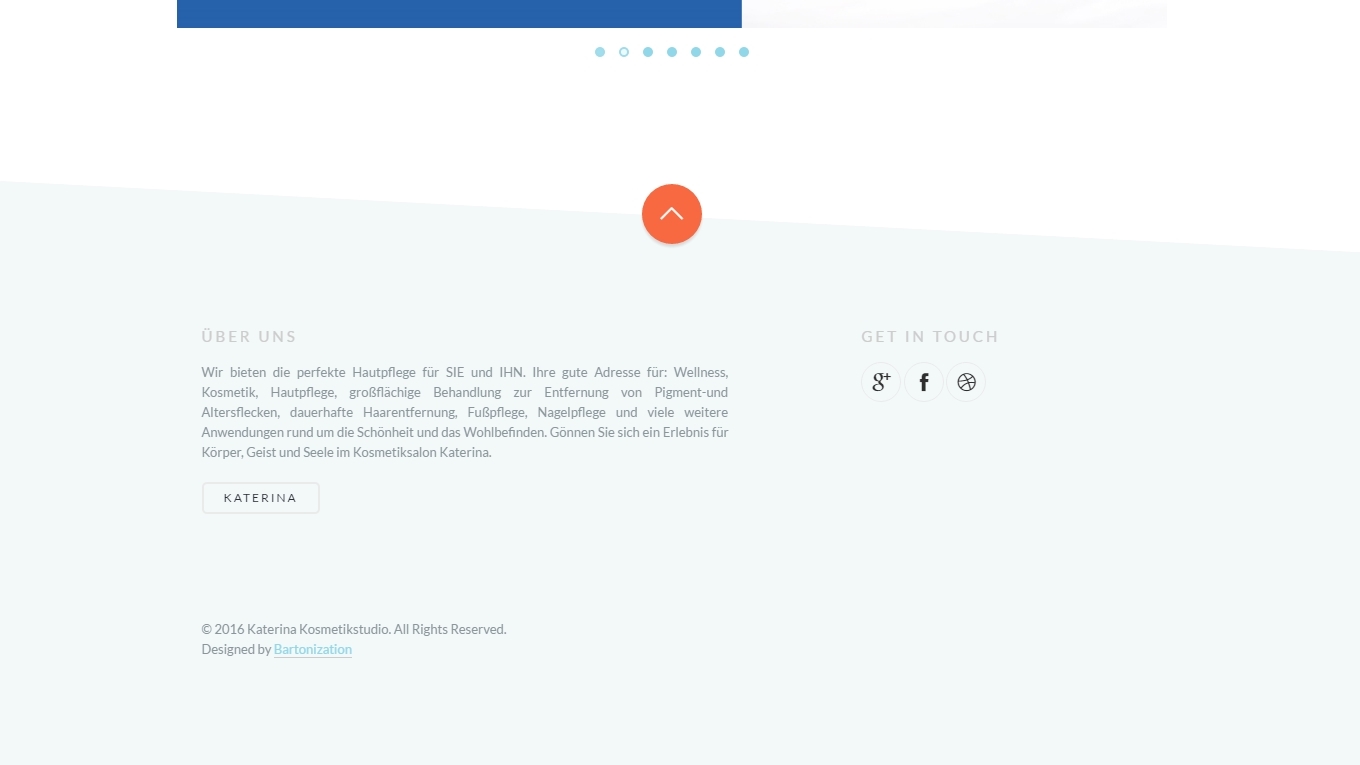 ÜBER UNS
Wir bieten die perfekte Hautpflege für SIE und IHN. Ihre gute Adresse für: Wellness,
Kosmetik, Hautpflege, großflächige Behandlung zur Entfernung von Pigment-und
Altersflecken, dauerhafte Haarentfernung, Fußpflege, Nagelpflege und viele weitere
Anwendungen rund um die Schönheit und das Wohlbefinden. Gönnen Sie sich ein Erlebnis für
Körper, Geist und Seele im Kosmetiksalon Katerina.
KATERINA
GET IN TOUCH
© 2016 Katerina Kosmetikstudio. All Rights Reserved.
Designed by Bartonization